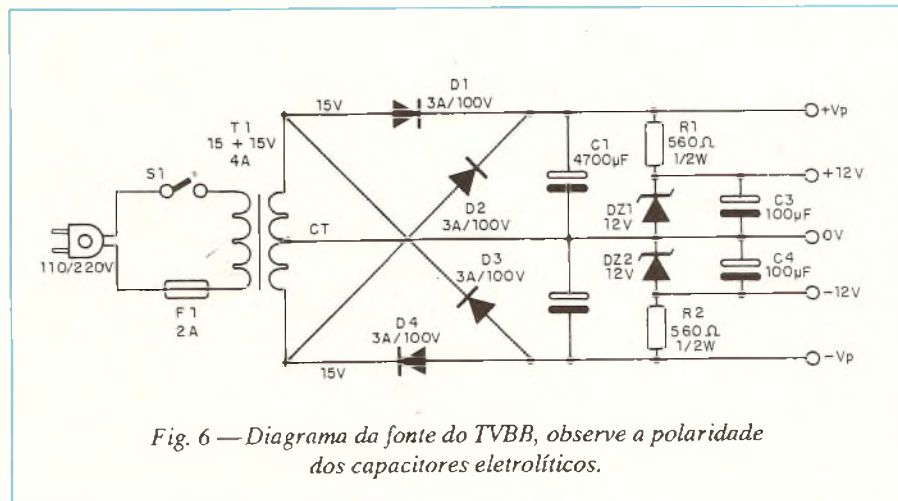 D1
3A/100V
15V
T1
15 + 15V
4A
S1
110/220V
F1
2A
CT
D2
3A/100V
D3
3A/100V
D4
3A/100V
15V
C1
4700µF
R1
560Ω
1/2W
DZ1
12V
C3
100µF
DZ2
12V
C4
100µF
R2
560Ω
1/2W
+Vp
+12V
0V
-12V
-Vp
Fig. 6 — Diagrama da fonte do TVBB, observe a polaridade
dos capacitores eletrolíticos.